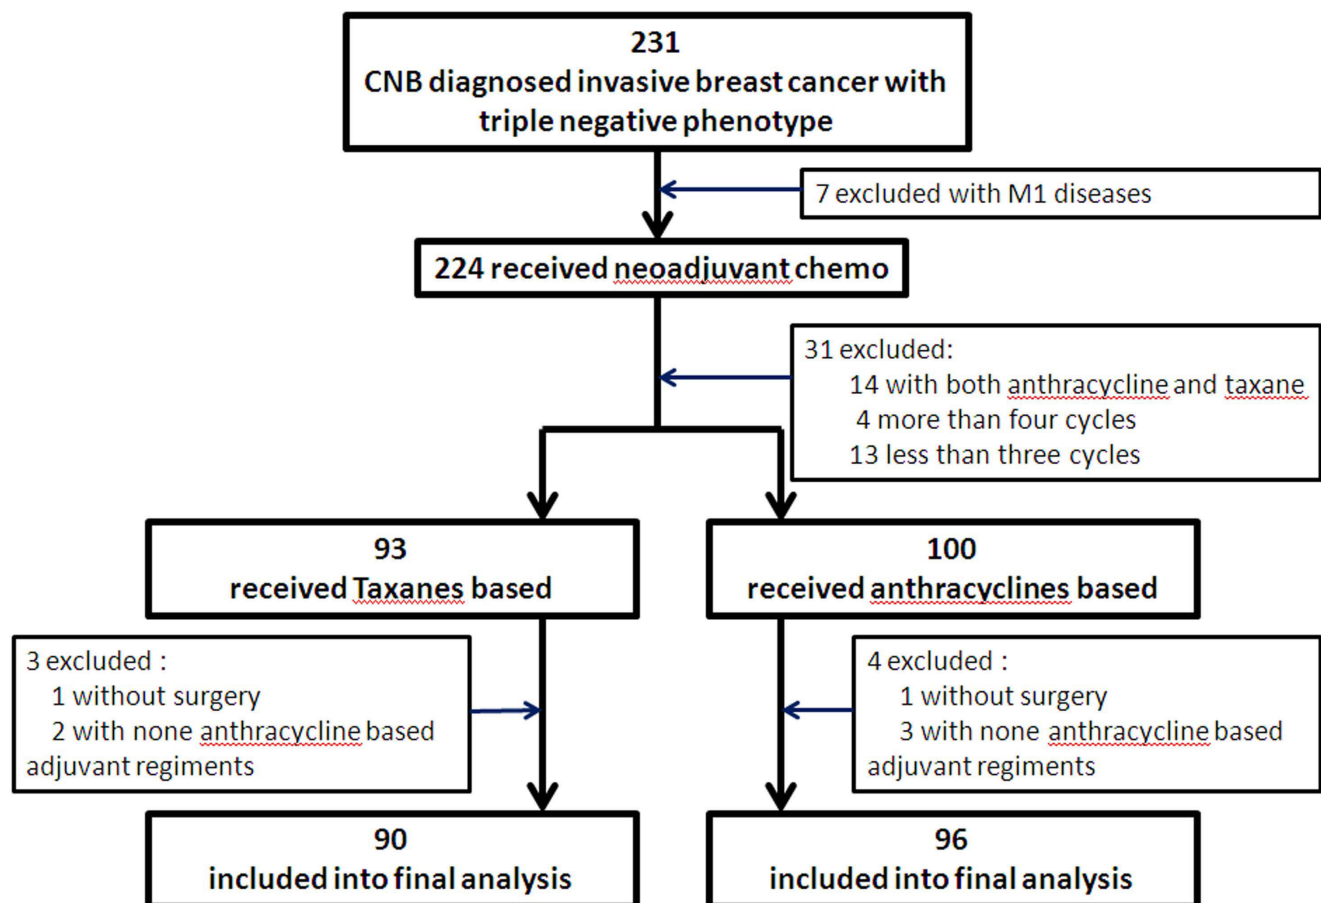 231
CNB diagnosed invasive breast cancer with
triple negative phenotype
7 excluded with M1 diseases
224 received neoadjuvant chemo
31 excluded:
14 with both anthracycline and taxane
4 more than four cycles
13 less than three cycles
93
received Taxanes based
100
received anthracyclines based
3 excluded :
1 without surgery
2 with none anthracycline based
adjuvant regiments
4 excluded :
1 without surgery
3 with none anthracycline based
adjuvant regiments
90
included into final analysis
96
included into final analysis